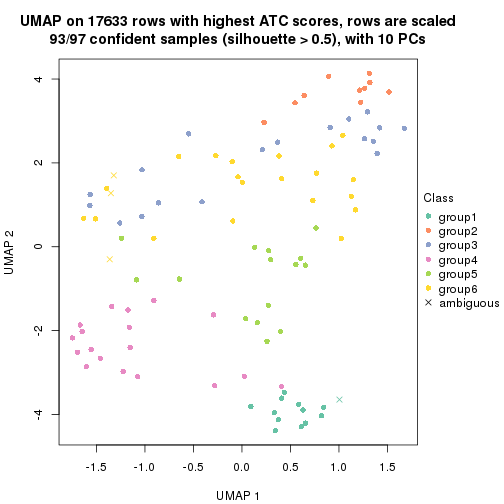 UMAP on 17633 rows with highest ATC scores, rows are scaled
93/97 confident samples (silhouette > 0.5), with 10 PCs
4
2
0
-2
-4
UMAP 2
-1.5 -1.0 -0.5 0.0 0.5 1.0 1.5
UMAP 1
Class
group1
group2
group3
group4
group5
group6
ambiguous